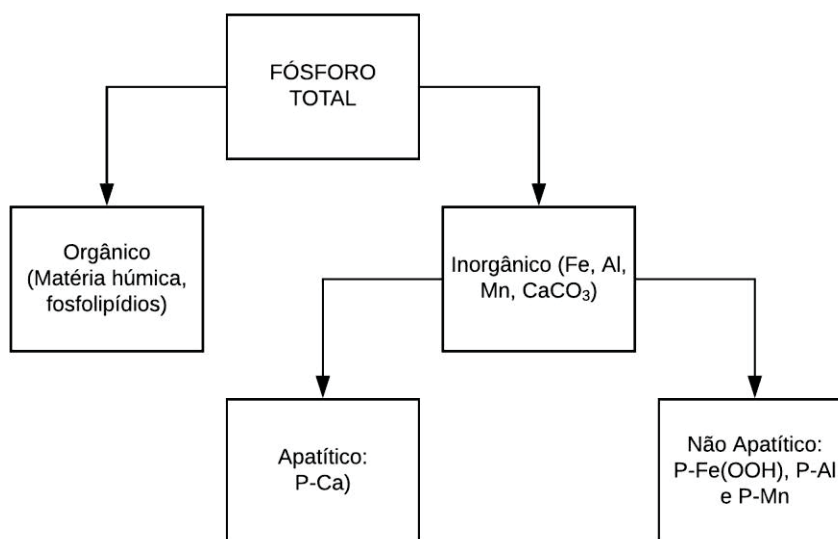 FÓSFORO
TOTAL
Orgânico
(Matéria húmica,
fosfolipídios)
Inorgânico (Fe, Al,
Mn, CaCO₃)
Apatítico:
P-Ca)
Não Apatítico:
P-Fe(OOH), P-Al
e P-Mn